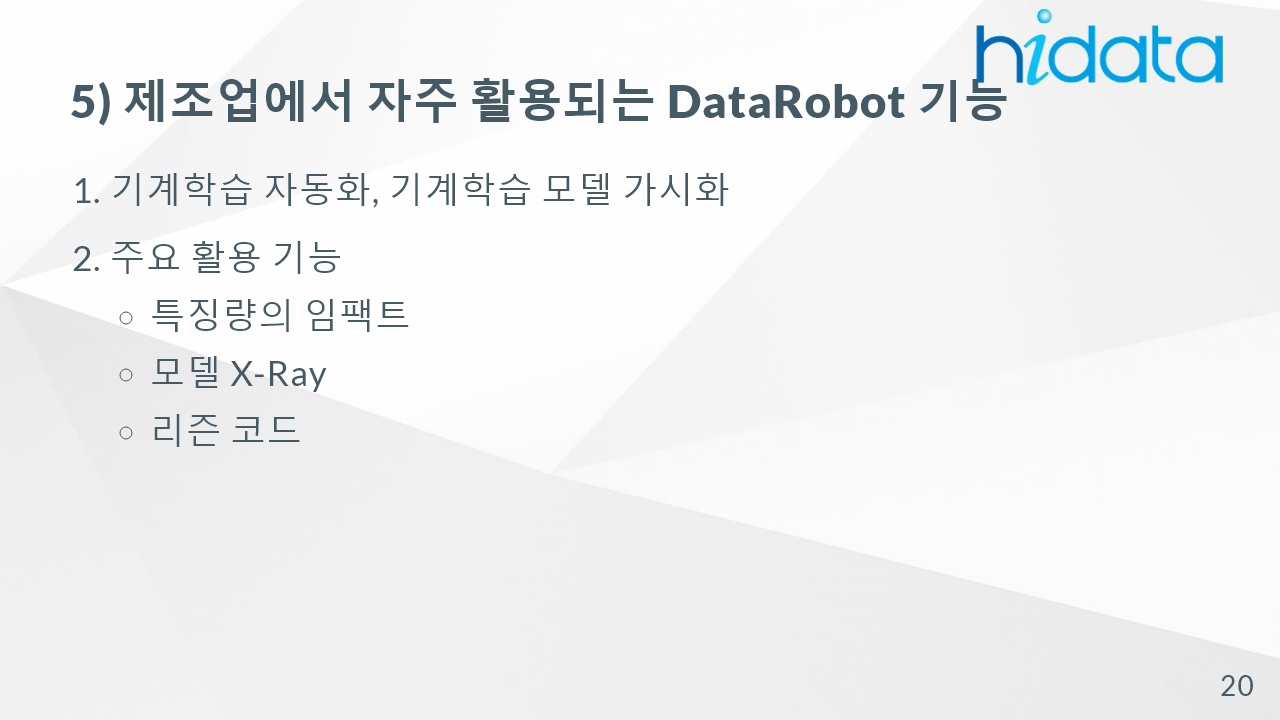 hidata
5) 제조업에서 자주 활용되는 DataRobot 기능
1. 기계학습 자동화, 기계학습 모델 가시화
2. 주요 활용 기능
○ 특징량의 임팩트
○ 모델 X-Ray
○ 리즌 코드
20